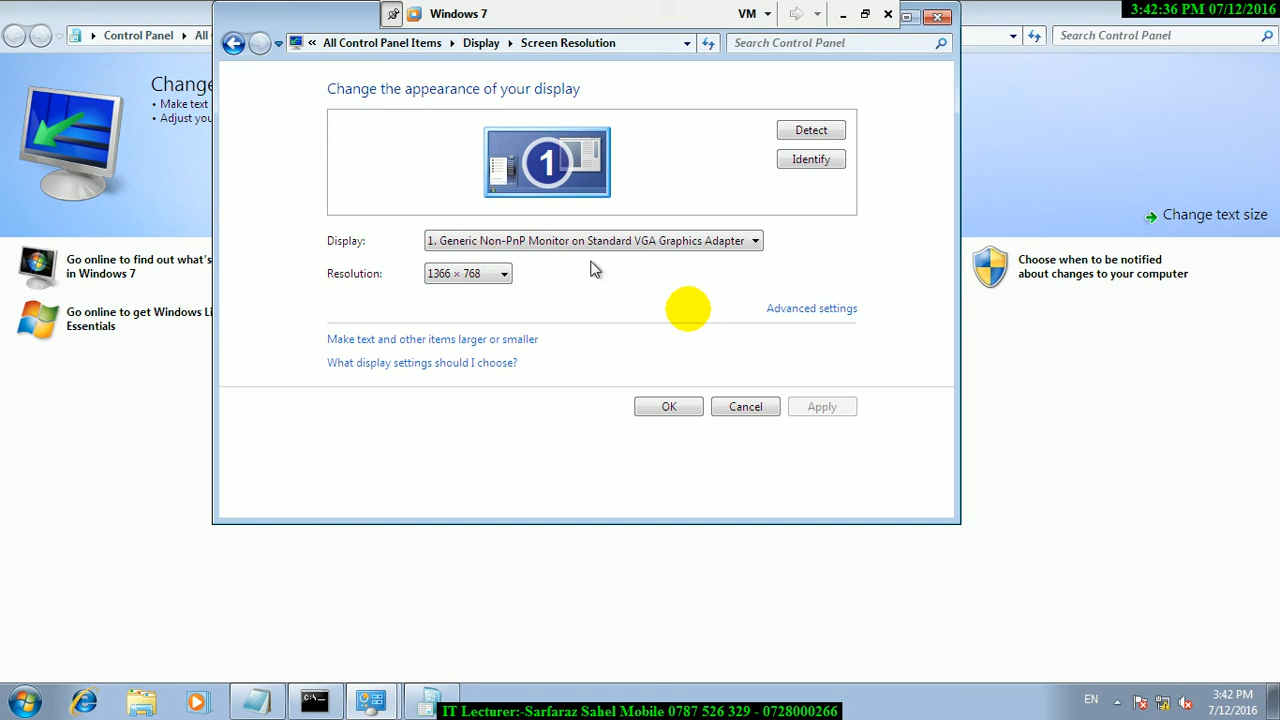 Windows 7
VM
3:42:36 PM 07/12/2016
Control Panel
All
All Control Panel Items
Display
Screen Resolution
Search Control Panel
Search Control Panel
Change
Make text
Adjust you
Change the appearance of your display
1
Detect
Identify
Change text size
Display:
1. Generic Non-PnP Monitor on Standard VGA Graphics Adapter
Go online to find out what's
in Windows 7
Resolution:
1366 × 768
Choose when to be notified
about changes to your computer
Go online to get Windows Li
Essentials
Advanced settings
Make text and other items larger or smaller
What display settings should I choose?
OK
Cancel
Apply
EN
3:42 PM
7/12/2016
IT Lecturer:-Sarfaraz Sahel Mobile 0787 526 329 - 0728000266